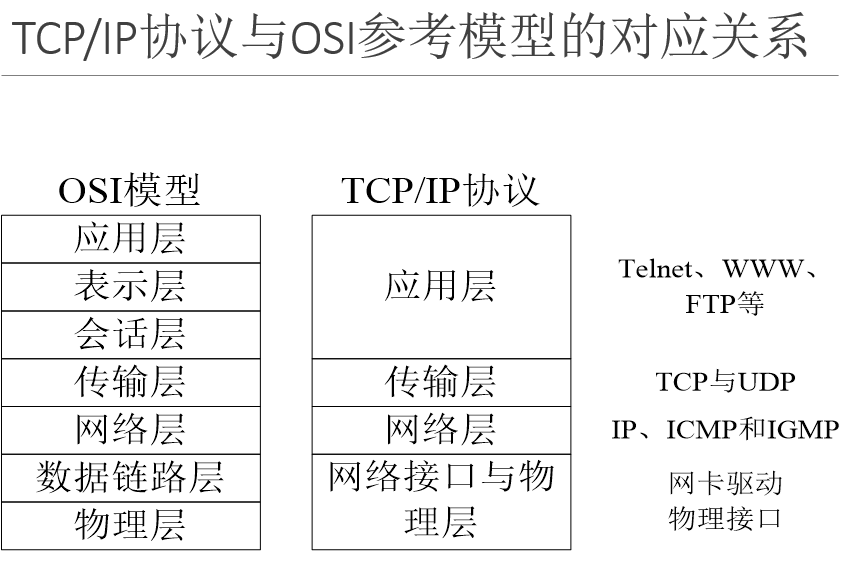 TCP/IP协议与OSI参考模型的对应关系
OSI模型
TCP/IP协议
应用层
表示层
会话层
传输层
网络层
数据链路层
物理层
应用层
传输层
网络层
网络接口与物
理层
Telnet、WWW、
FTP等
TCP与UDP
IP、ICMP和IGMP
网卡驱动
物理接口